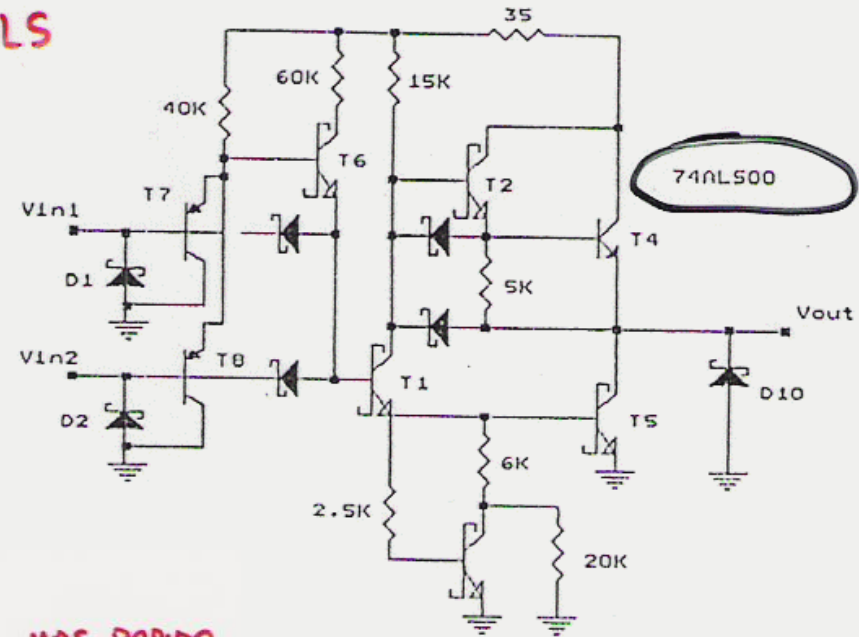 LS
35
60K
15K
40K
T6
T7
T2
74ALS00
Vin1
T4
D1
5K
Vout
Vin2
T8
T1
D10
D2
T5
6K
2.5K
20K